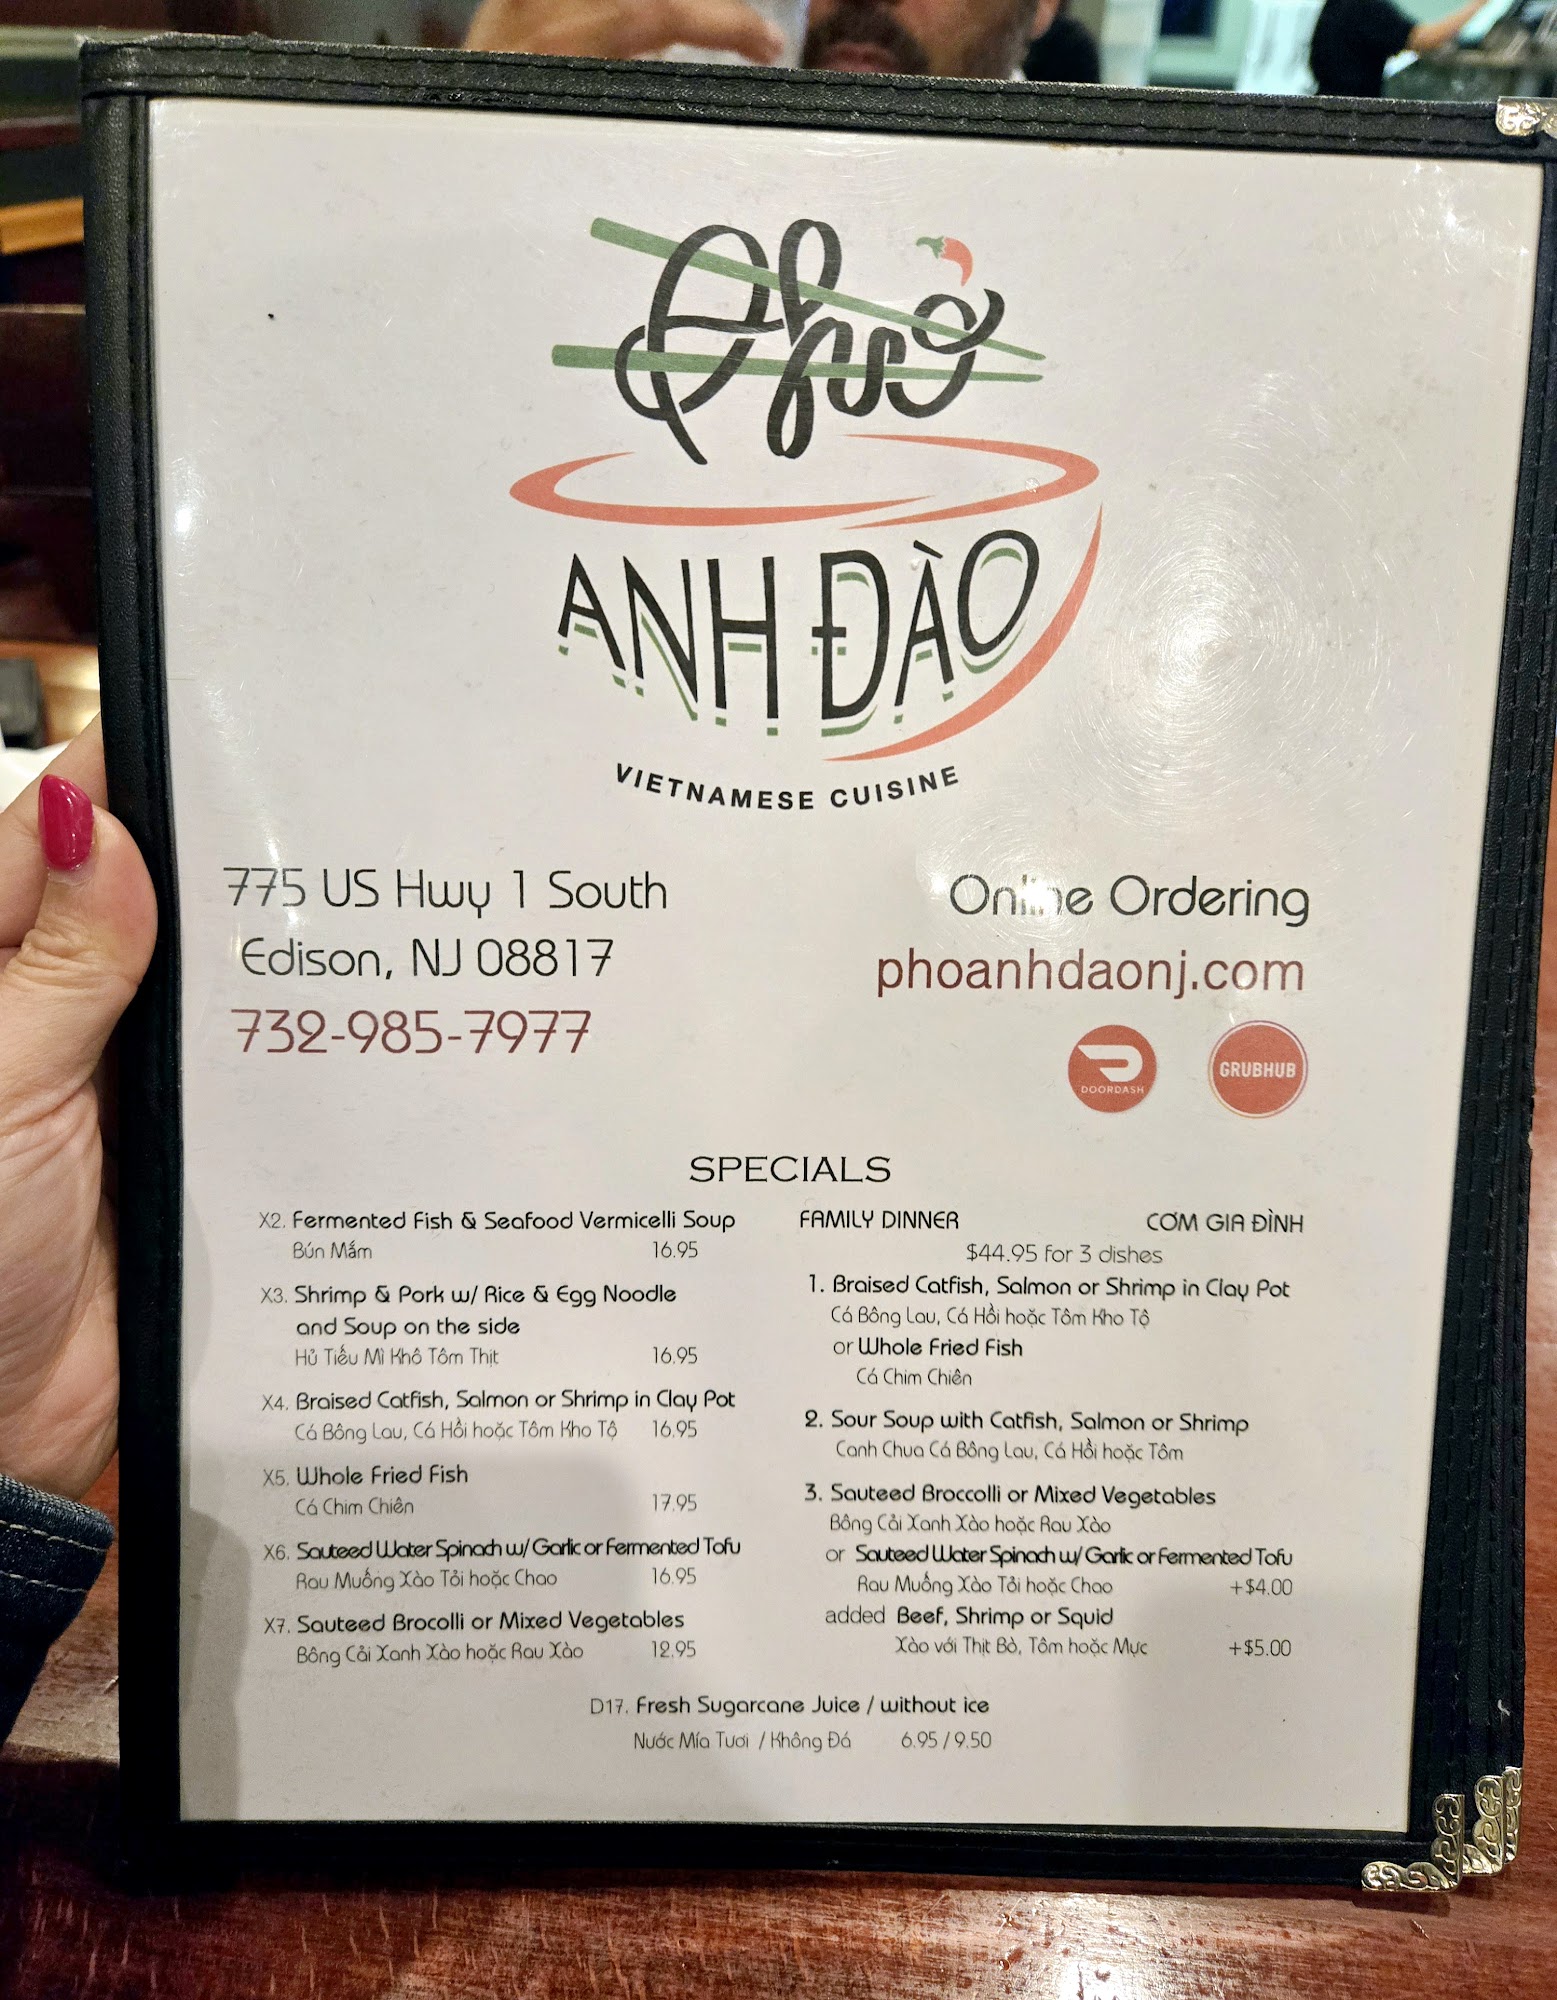 Phở
ANH ĐÀO
VIETNAMESE CUISINE
775 US Hwy 1 South
Edison, NJ 08817
732-985-7977
Online Ordering
phoanhdaonj.com
DOORDASH
GRUBHUB
SPECIALS
X2. Fermented Fish & Seafood Vermicelli Soup
Bún Mắm 16.95
X3. Shrimp & Pork w/ Rice & Egg Noodle
and Soup on the side
Hủ Tiếu Mì Khô Tôm Thịt 16.95
X4. Braised Catfish, Salmon or Shrimp in Clay Pot
Cá Bông Lau, Cá Hồi hoặc Tôm Kho Tộ 16.95
X5. Whole Fried Fish
Cá Chim Chiên 17.95
X6. Sauteed Water Spinach w/ Garlic or Fermented Tofu
Rau Muống Xào Tỏi hoặc Chao 16.95
X7. Sauteed Brocolli or Mixed Vegetables
Bông Cải Xanh Xào hoặc Rau Xào 12.95
FAMILY DINNER CƠM GIA ĐÌNH
$44.95 for 3 dishes
1. Braised Catfish, Salmon or Shrimp in Clay Pot
Cá Bông Lau, Cá Hồi hoặc Tôm Kho Tộ
or Whole Fried Fish
Cá Chim Chiên
2. Sour Soup with Catfish, Salmon or Shrimp
Canh Chua Cá Bông Lau, Cá Hồi hoặc Tôm
3. Sauteed Broccolli or Mixed Vegetables
Bông Cải Xanh Xào hoặc Rau Xào
or Sauteed Water Spinach w/ Garlic or Fermented Tofu
Rau Muống Xào Tỏi hoặc Chao +$4.00
added Beef, Shrimp or Squid
Xào với Thịt Bò, Tôm hoặc Mực +$5.00
D17. Fresh Sugarcane Juice / without ice
Nước Mía Tươi / Không Đá 6.95 / 9.50